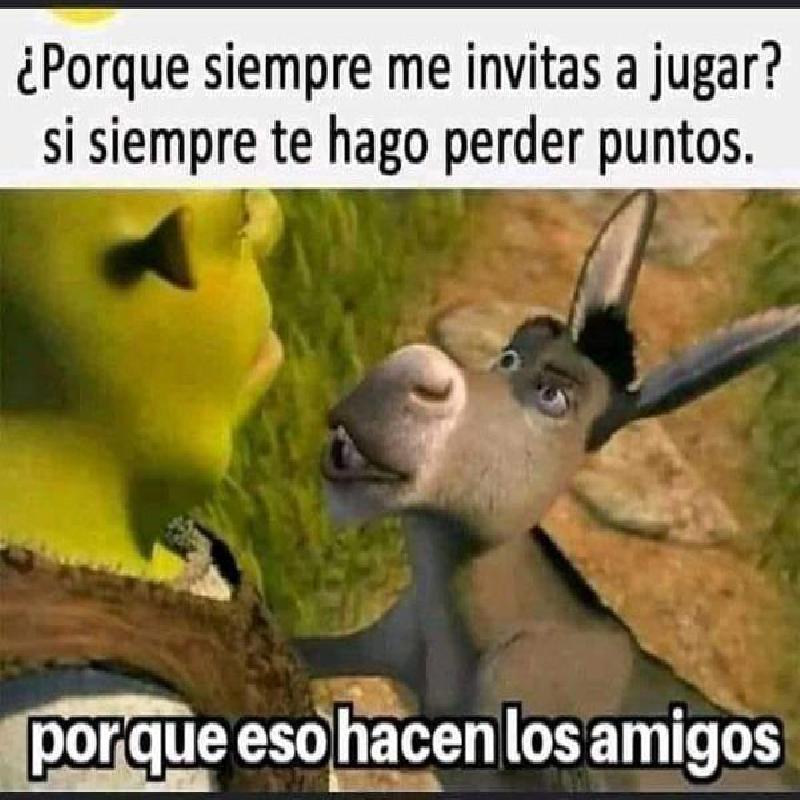 ¿Porque siempre me invitas a jugar?
si siempre te hago perder puntos.
por que eso hacen los amigos